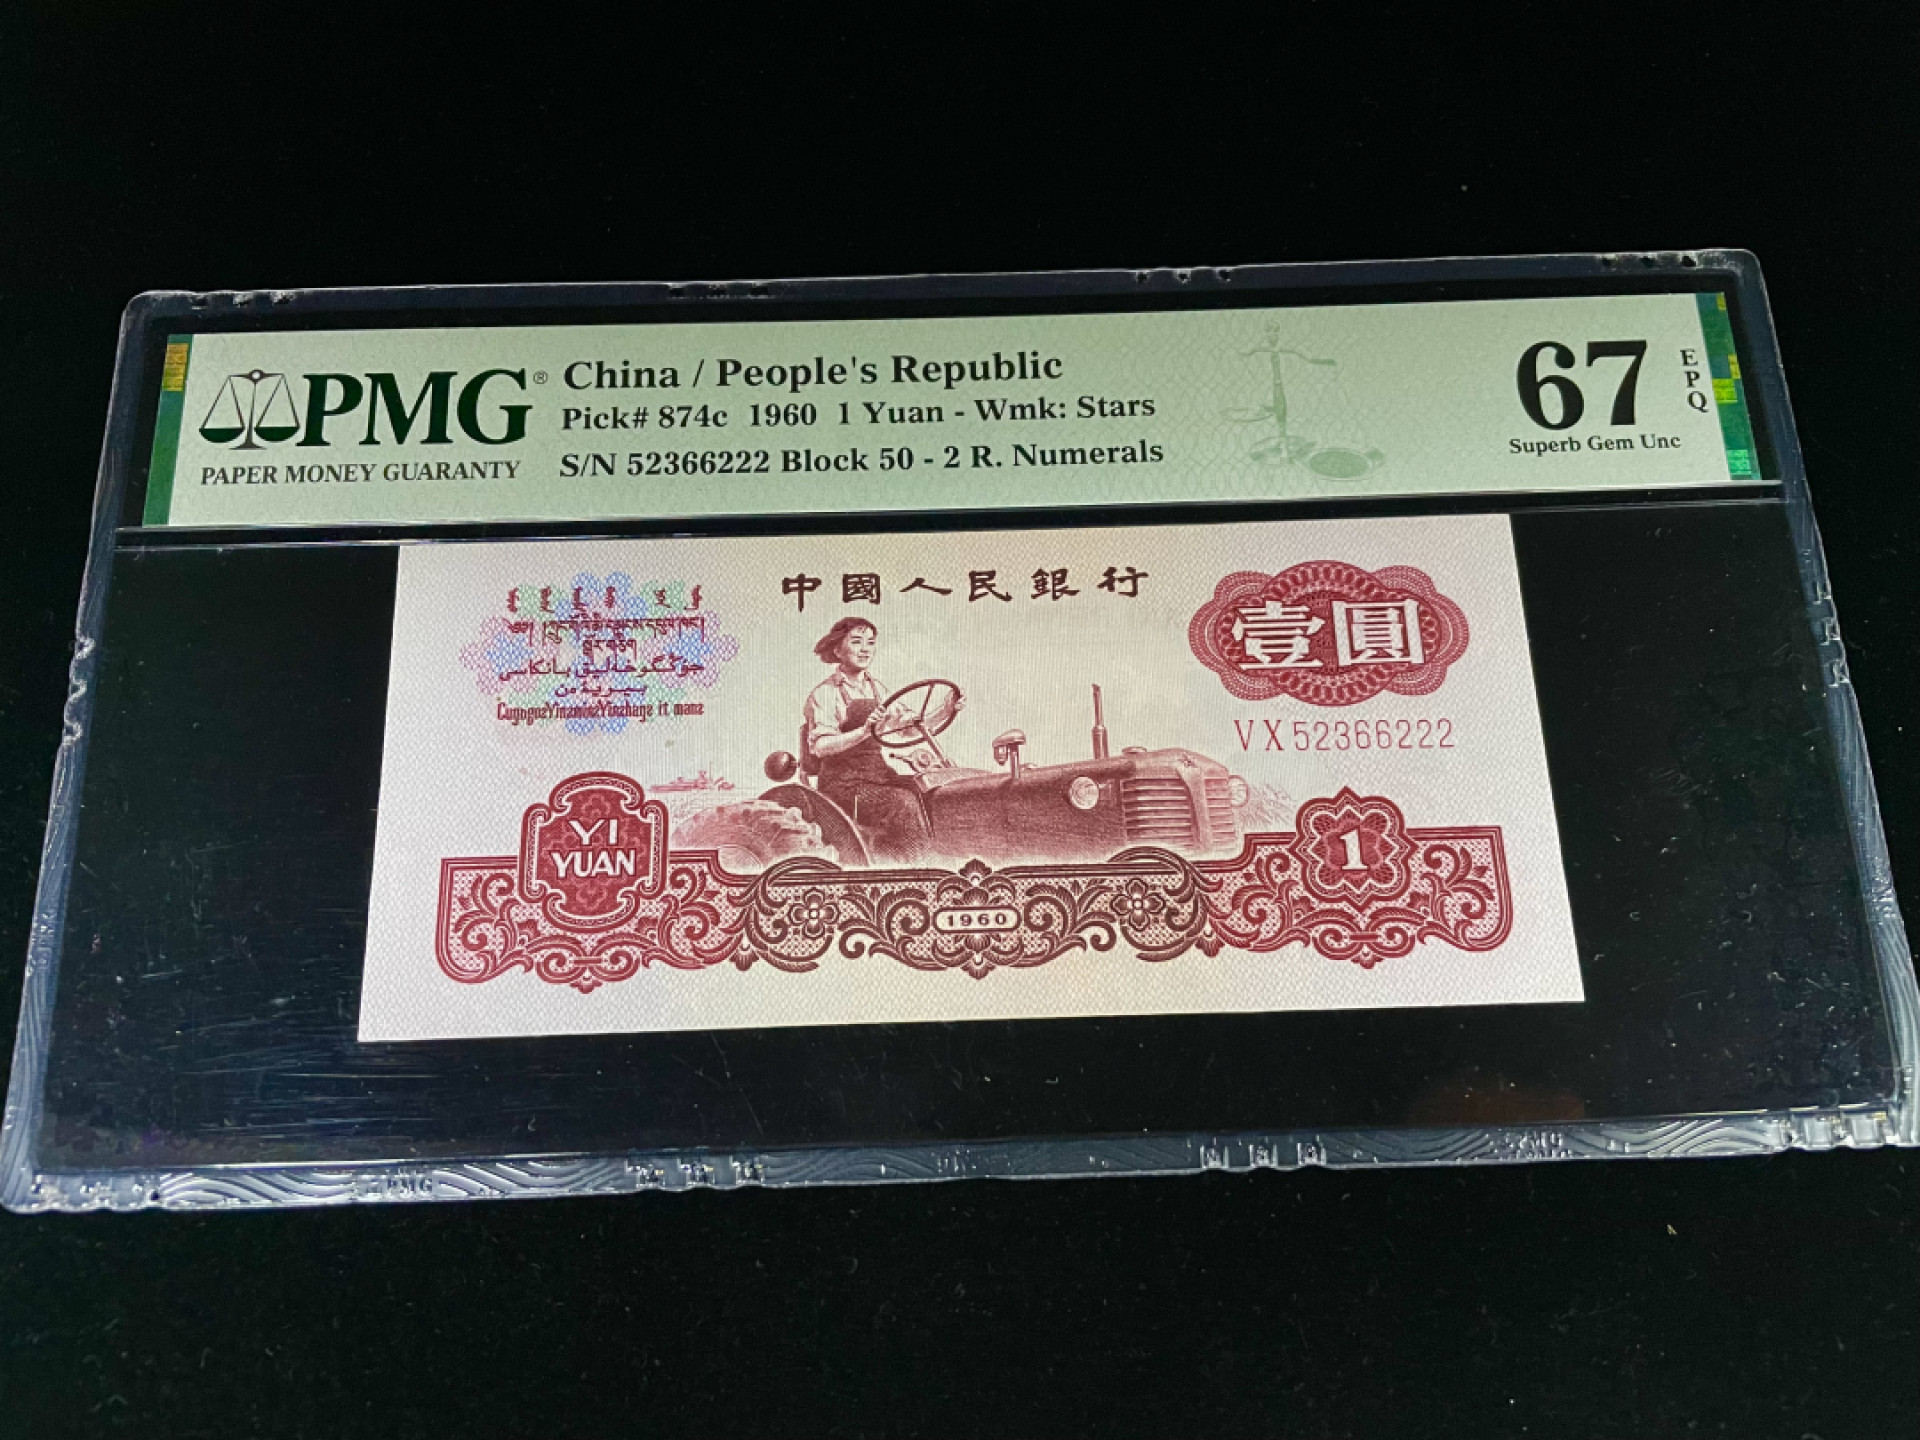 PMG®
PAPER MONEY GUARANTY
China / People's Republic
Pick# 874c 1960 1 Yuan - Wmk: Stars
S/N 52366222 Block 50 - 2 R. Numerals
67
EPQ
Superb Gem Unc
中國人民銀行
壹圓
VX52366222
YI
YUAN
1960
1